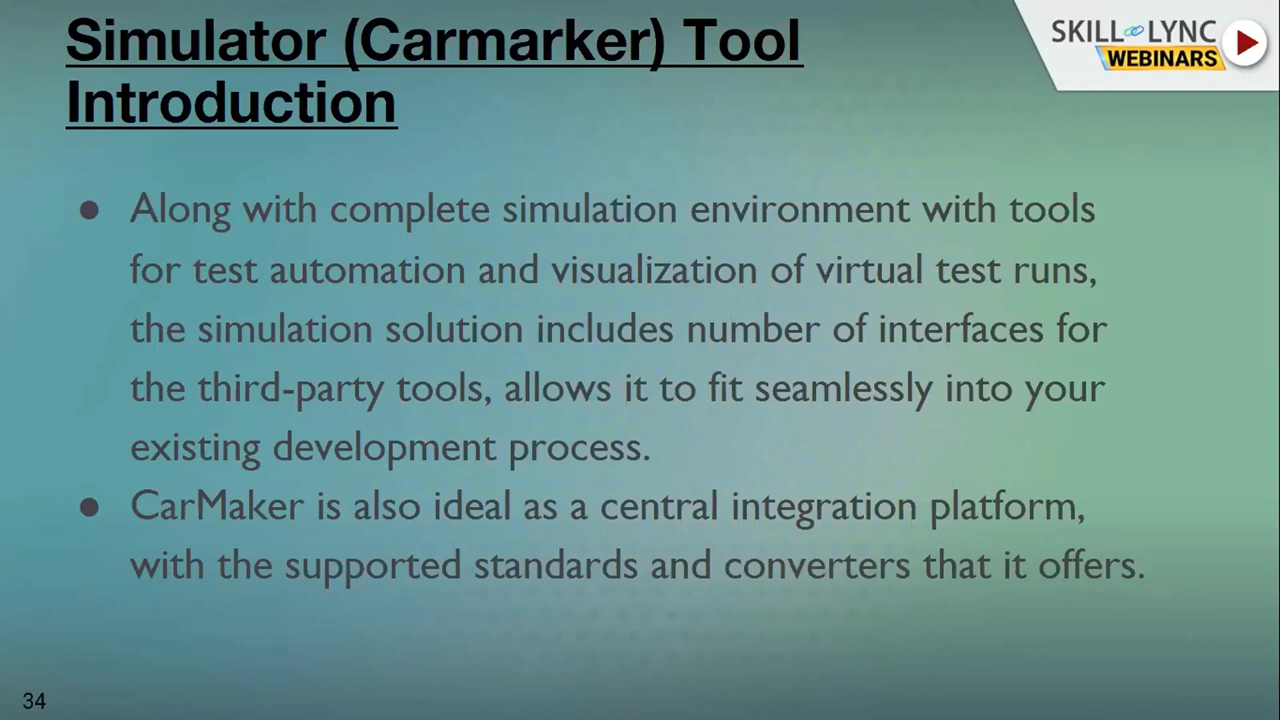 Simulator (Carmarker) Tool
Introduction
SKILL LYNC
WEBINARS
● Along with complete simulation environment with tools
for test automation and visualization of virtual test runs,
the simulation solution includes number of interfaces for
the third-party tools, allows it to fit seamlessly into your
existing development process.
● CarMaker is also ideal as a central integration platform,
with the supported standards and converters that it offers.
34